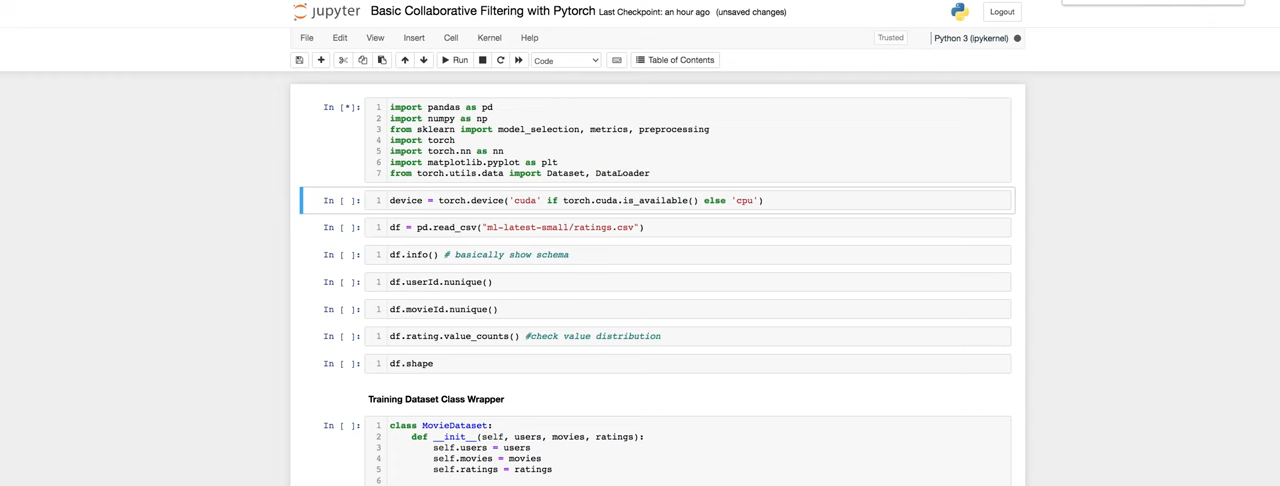 jupyter Basic Collaborative Filtering with Pytorch Last Checkpoint: an hour ago (unsaved changes) Logout
File Edit View Insert Cell Kernel Help Trusted Python 3 (ipykernel)
Run Code Table of Contents
In [*]: 1 import pandas as pd
2 import numpy as np
3 from sklearn import model_selection, metrics, preprocessing
4 import torch
5 import torch.nn as nn
6 import matplotlib.pyplot as plt
7 from torch.utils.data import Dataset, DataLoader
In [ ]: 1 device = torch.device('cuda' if torch.cuda.is_available() else 'cpu')
In [ ]: 1 df = pd.read_csv("ml-latest-small/ratings.csv")
In [ ]: 1 df.info() # basically show schema
In [ ]: 1 df.userId.nunique()
In [ ]: 1 df.movieId.nunique()
In [ ]: 1 df.rating.value_counts() #check value distribution
In [ ]: 1 df.shape
Training Dataset Class Wrapper
In [ ]: 1 class MovieDataset:
2 def __init__(self, users, movies, ratings):
3 self.users = users
4 self.movies = movies
5 self.ratings = ratings
6